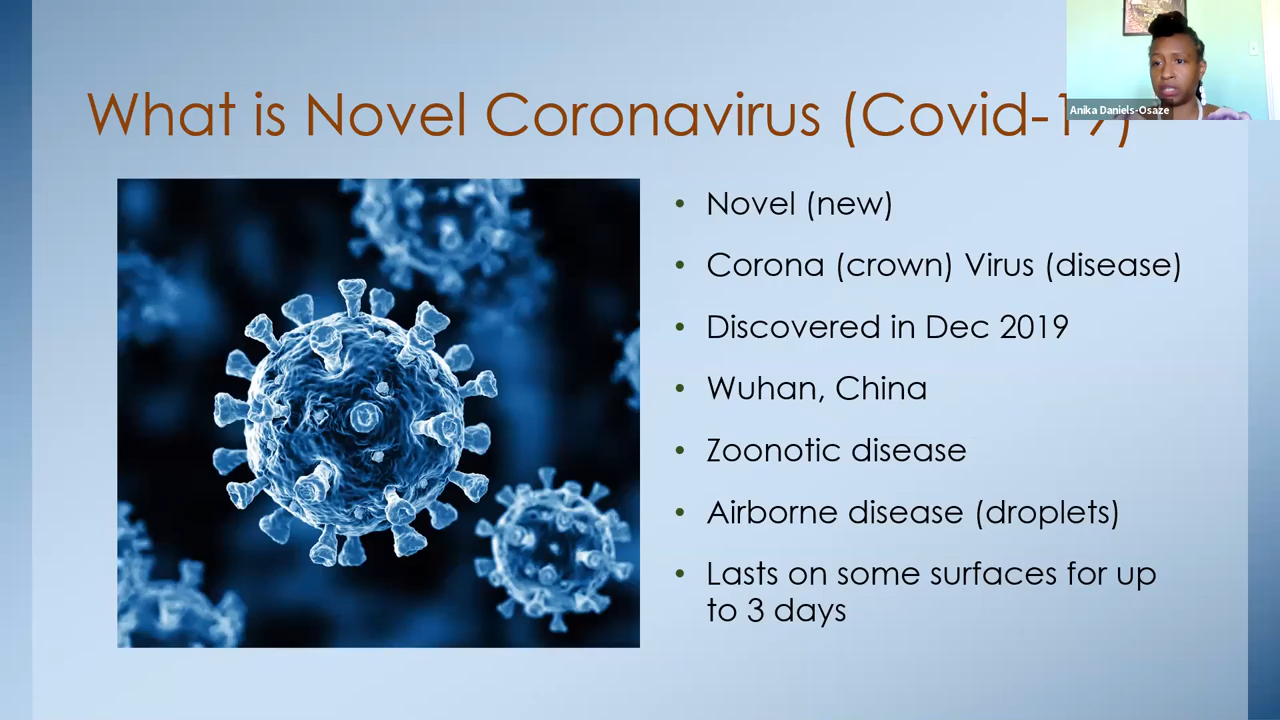 What is Novel Coronavirus (Covid-19)
Anika Daniels-Osaze
• Novel (new)
• Corona (crown) Virus (disease)
• Discovered in Dec 2019
• Wuhan, China
• Zoonotic disease
• Airborne disease (droplets)
• Lasts on some surfaces for up
to 3 days